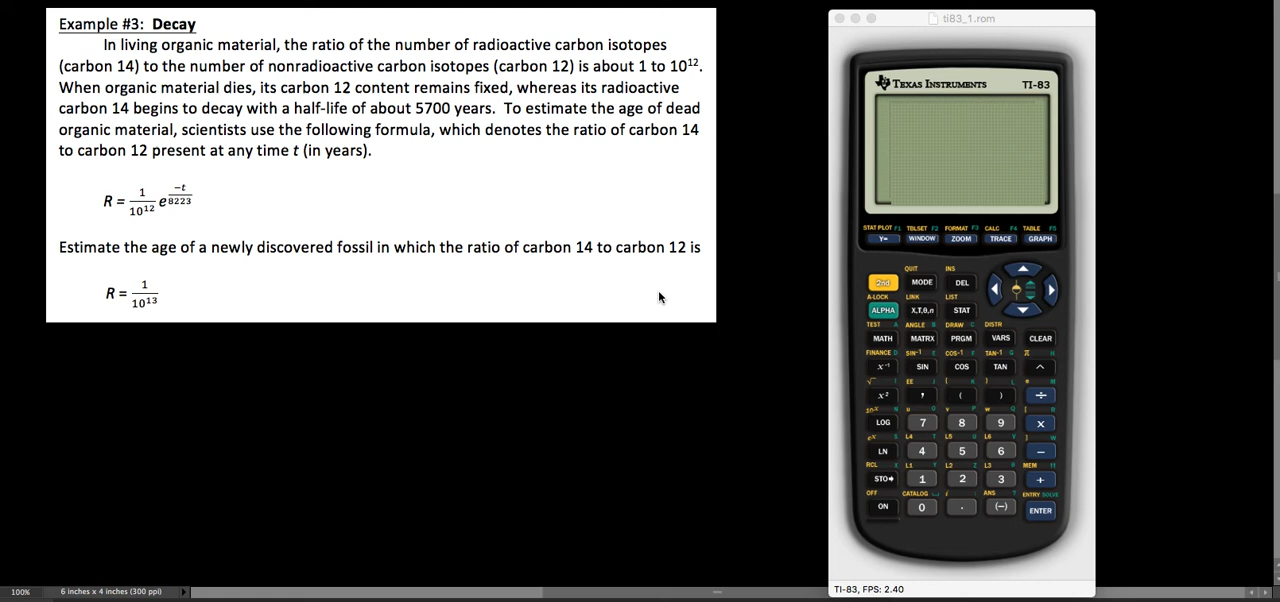 Example #3: Decay
In living organic material, the ratio of the number of radioactive carbon isotopes
(carbon 14) to the number of nonradioactive carbon isotopes (carbon 12) is about 1 to 10¹².
When organic material dies, its carbon 12 content remains fixed, whereas its radioactive
carbon 14 begins to decay with a half-life of about 5700 years. To estimate the age of dead
organic material, scientists use the following formula, which denotes the ratio of carbon 14
to carbon 12 present at any time t (in years).
R = 1/10¹² e^(-t/8223)
Estimate the age of a newly discovered fossil in which the ratio of carbon 14 to carbon 12 is
R = 1/10¹³
ti83_1.rom
TEXAS INSTRUMENTS TI-83
STAT PLOT F1 TBLSET F2 FORMAT F3 CALC F4 TABLE F5
Y= WINDOW ZOOM TRACE GRAPH
QUIT INS
2nd MODE DEL
A-LOCK LINK LIST
ALPHA X,T,θ,n STAT
TEST A ANGLE B DRAW C DISTR
MATH MATRX PRGM VARS CLEAR
FINANCE D SIN⁻¹ E COS⁻¹ F TAN⁻¹ G π H
x⁻¹ SIN COS TAN ^
√ I EE J { K } L e M
x² , ( ) ÷
10ˣ N u O v P w Q [ R
LOG 7 8 9 ×
eˣ S L4 T L5 U L6 V ] W
LN 4 5 6 −
RCL X L1 Y L2 Z L3 θ MEM "
STO➔ 1 2 3 +
OFF CATALOG i ANS ? ENTRY SOLVE
ON 0 . (−) ENTER
TI-83, FPS: 2.40
100% 6 inches x 4 inches (300 ppi)